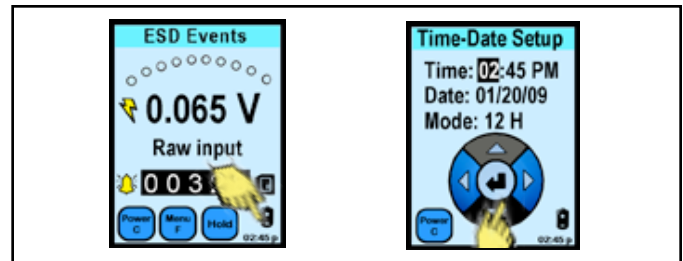 ESD Events
0.065 V
Raw input
003
Power C
Menu F
Hold
02:45 p
Time-Date Setup
Time: 02:45 PM
Date: 01/20/09
Mode: 12 H
Power C
02:45 p